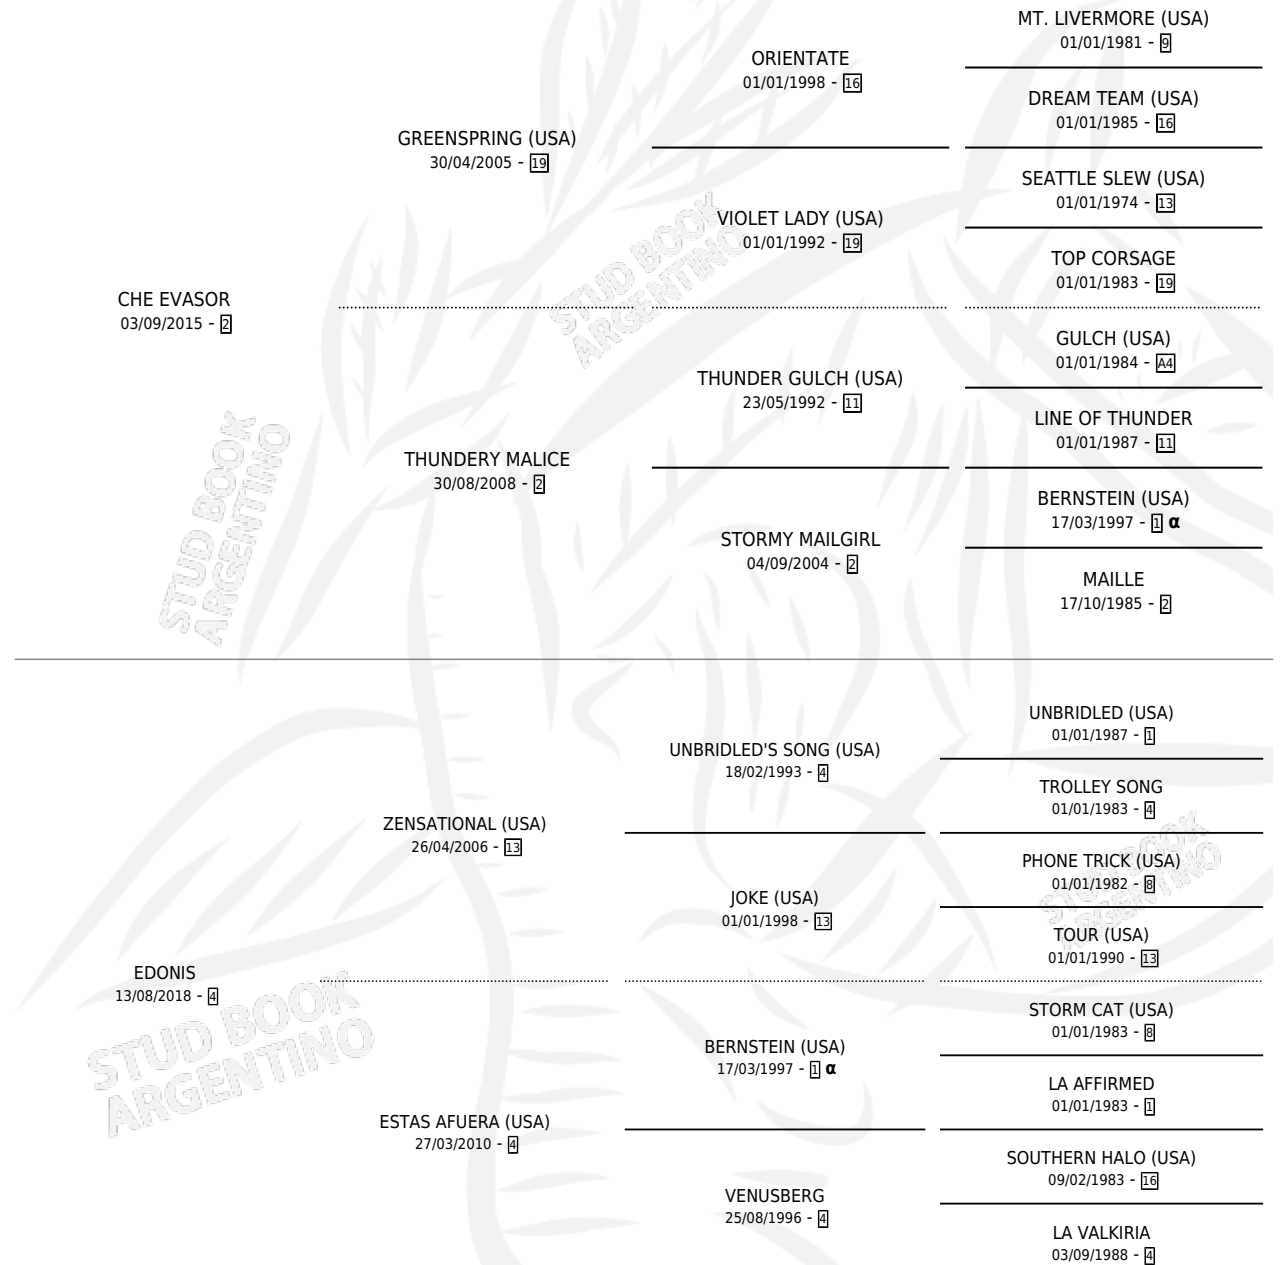 MT. LIVERMORE (USA)
01/01/1981 - 9
ORIENTATE
01/01/1998 - 16
DREAM TEAM (USA)
01/01/1985 - 16
GREENSPRING (USA)
30/04/2005 - 19
SEATTLE SLEW (USA)
01/01/1974 - 13
VIOLET LADY (USA)
01/01/1992 - 19
TOP CORSAGE
01/01/1983 - 19
CHE EVASOR
03/09/2015 - 2
GULCH (USA)
01/01/1984 - A4
THUNDER GULCH (USA)
23/05/1992 - 11
LINE OF THUNDER
01/01/1987 - 11
THUNDERY MALICE
30/08/2008 - 2
BERNSTEIN (USA)
17/03/1997 - 1 α
STORMY MAILGIRL
04/09/2004 - 2
MAILLE
17/10/1985 - 2
STUD BOOK
ARGENTINO
STUD BOOK
ARGENTINO
UNBRIDLED (USA)
01/01/1987 - 1
UNBRIDLED'S SONG (USA)
18/02/1993 - 4
TROLLEY SONG
01/01/1983 - 4
ZENSATIONAL (USA)
26/04/2006 - 13
PHONE TRICK (USA)
01/01/1982 - 8
JOKE (USA)
01/01/1998 - 13
TOUR (USA)
01/01/1990 - 13
EDONIS
13/08/2018 - 4
STORM CAT (USA)
01/01/1983 - 8
BERNSTEIN (USA)
17/03/1997 - 1 α
LA AFFIRMED
01/01/1983 - 1
ESTAS AFUERA (USA)
27/03/2010 - 4
SOUTHERN HALO (USA)
09/02/1983 - 16
VENUSBERG
25/08/1996 - 4
LA VALKIRIA
03/09/1988 - 4
STUD BOOK
ARGENTINO
STUD BOOK
ARGENTINO